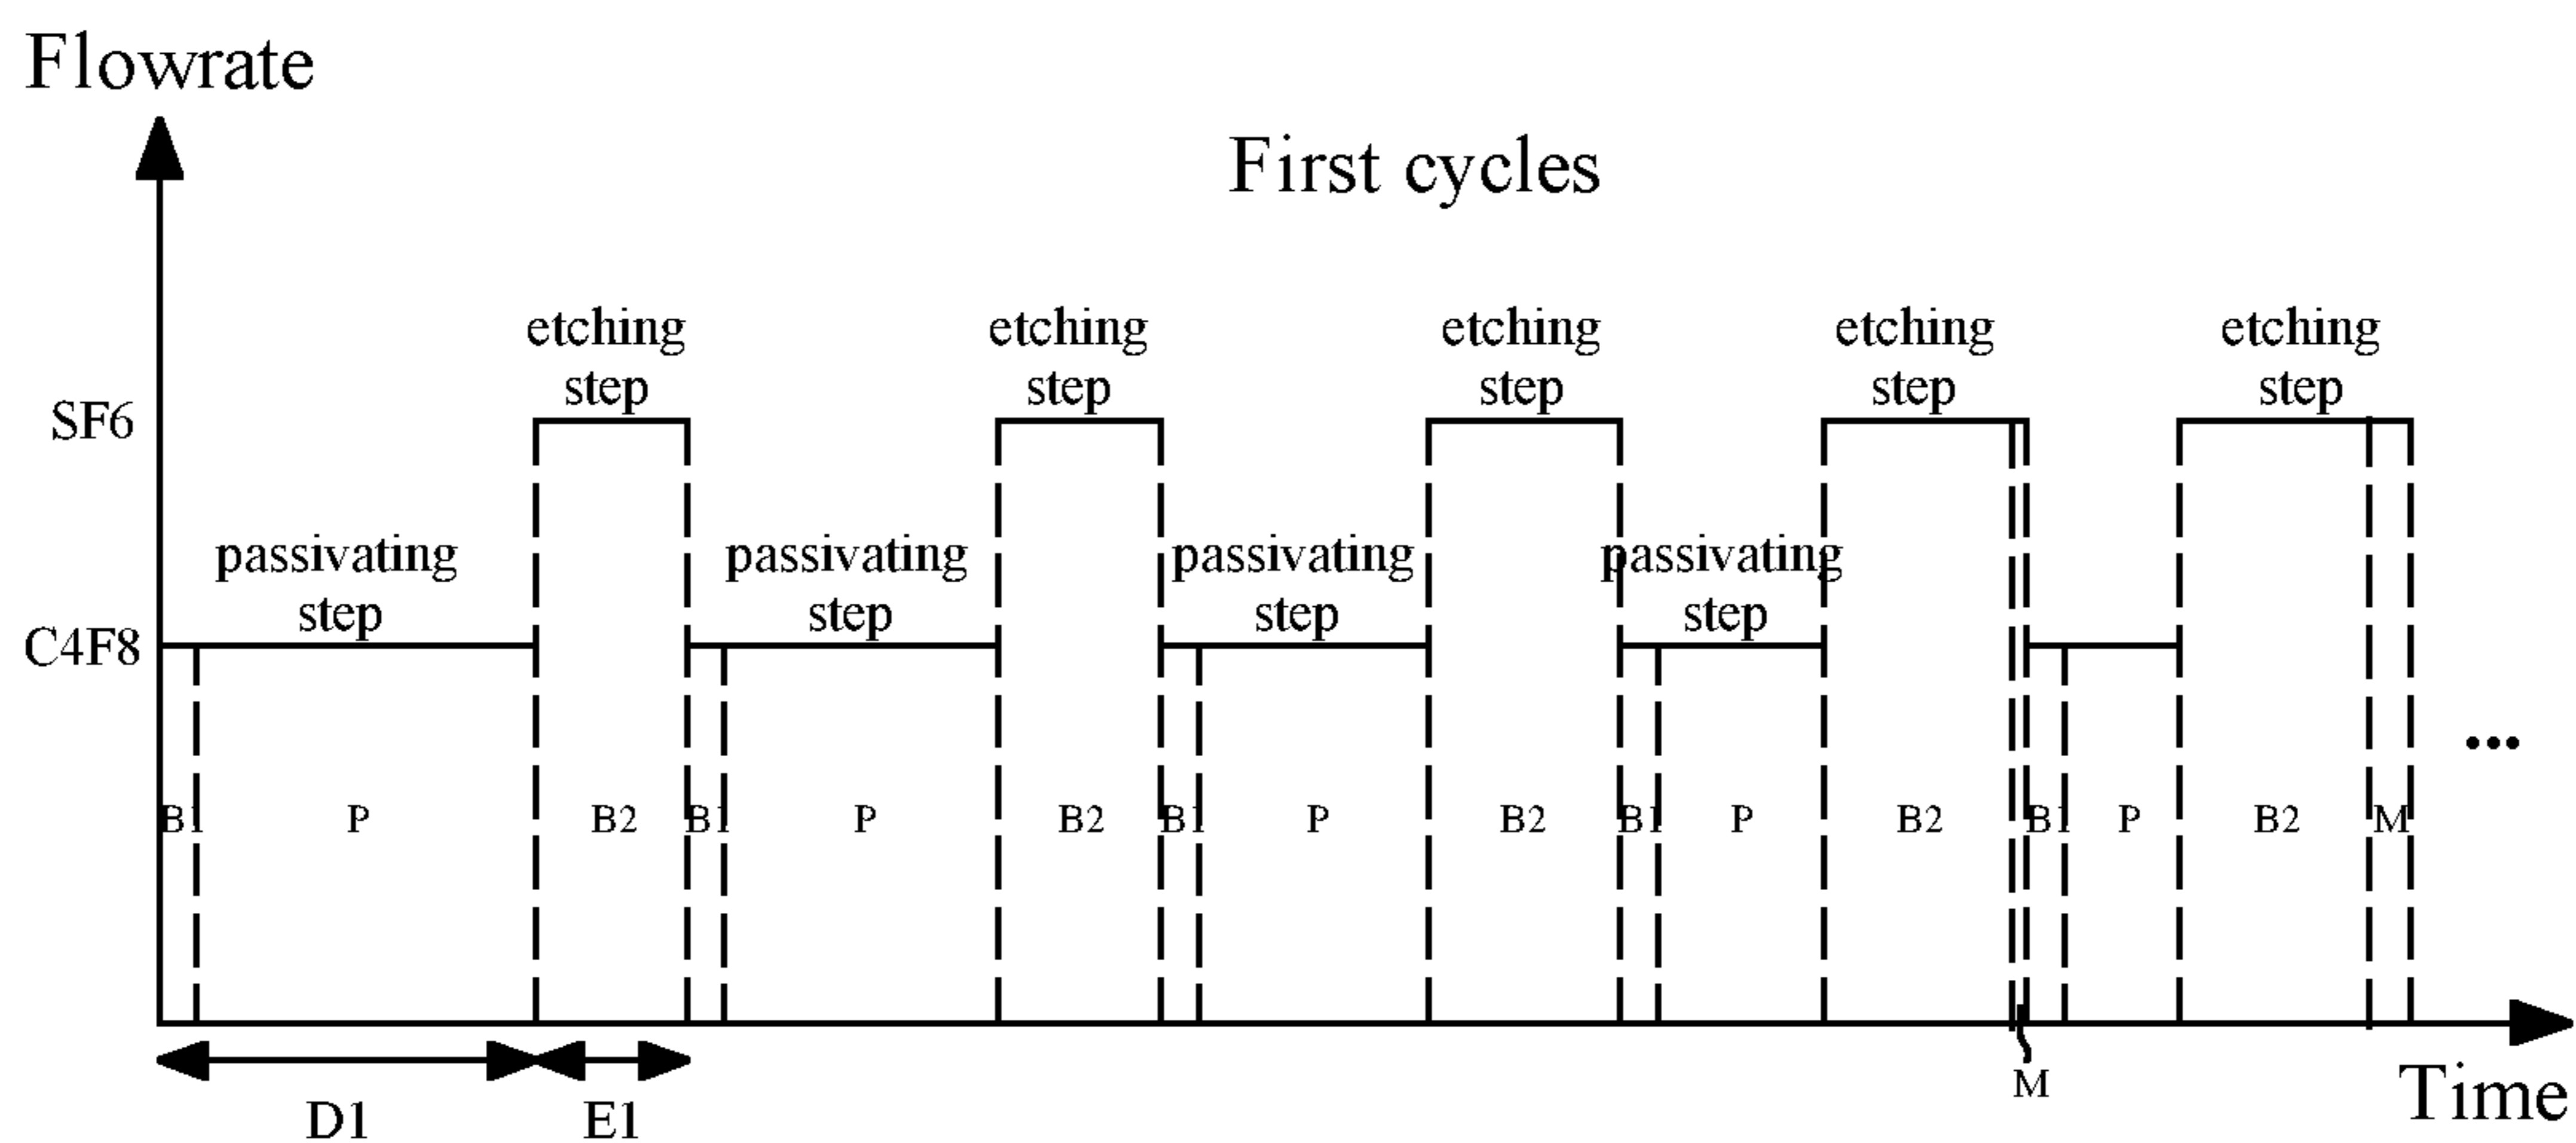 Flowrate
First cycles
etching
step
etching
step
etching
step
etching
step
etching
step
SF6
passivating
step
passivating
step
passivating
step
passivating
step
C4F8
B1 P B2 B1 P B2 B1 P B2 B1 P B2 B1 P B2 M
...
M
D1 E1
Time